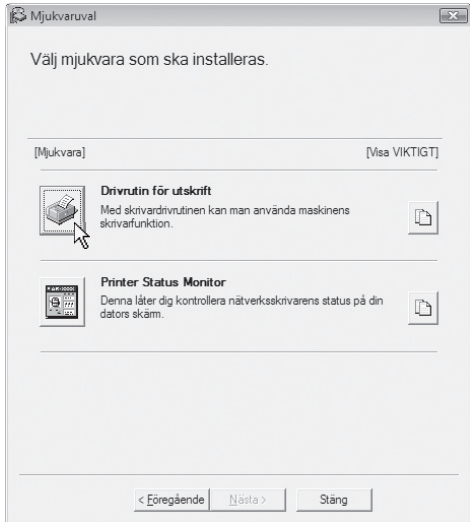 Mjukvaruval
Välj mjukvara som ska installeras.
[Mjukvara] [Visa VIKTIGT]
Drivrutin för utskrift
Med skrivardrivrutinen kan man använda maskinens
skrivarfunktion.
Printer Status Monitor
Denna låter dig kontrollera nätverksskrivarens status på din
dators skärm.
< Föregående Nästa > Stäng